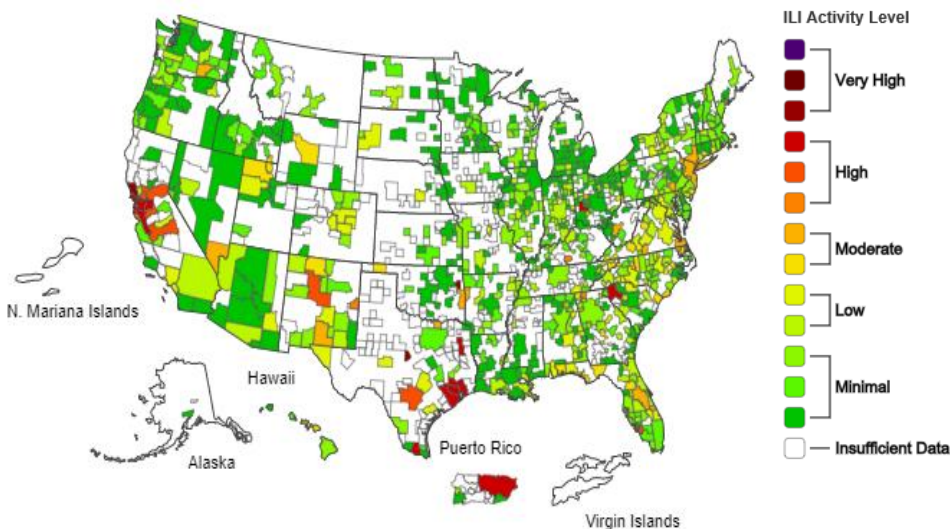 ILI Activity Level
Very High
High
Moderate
Low
Minimal
Insufficient Data
N. Mariana Islands
Hawaii
Alaska
Puerto Rico
Virgin Islands